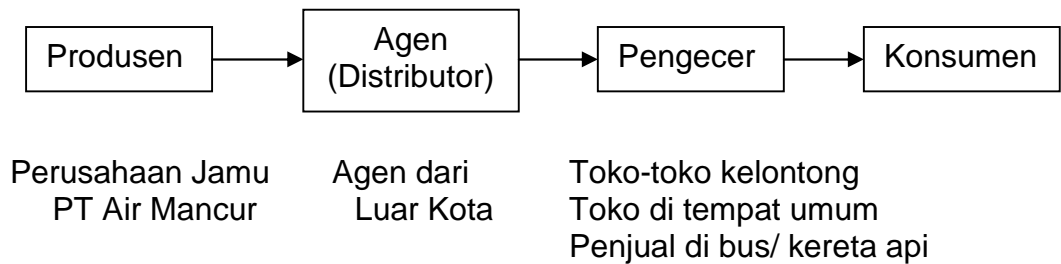 Produsen
Agen
(Distributor)
Pengecer
Konsumen
Perusahaan Jamu
PT Air Mancur
Agen dari
Luar Kota
Toko-toko kelontong
Toko di tempat umum
Penjual di bus/ kereta api